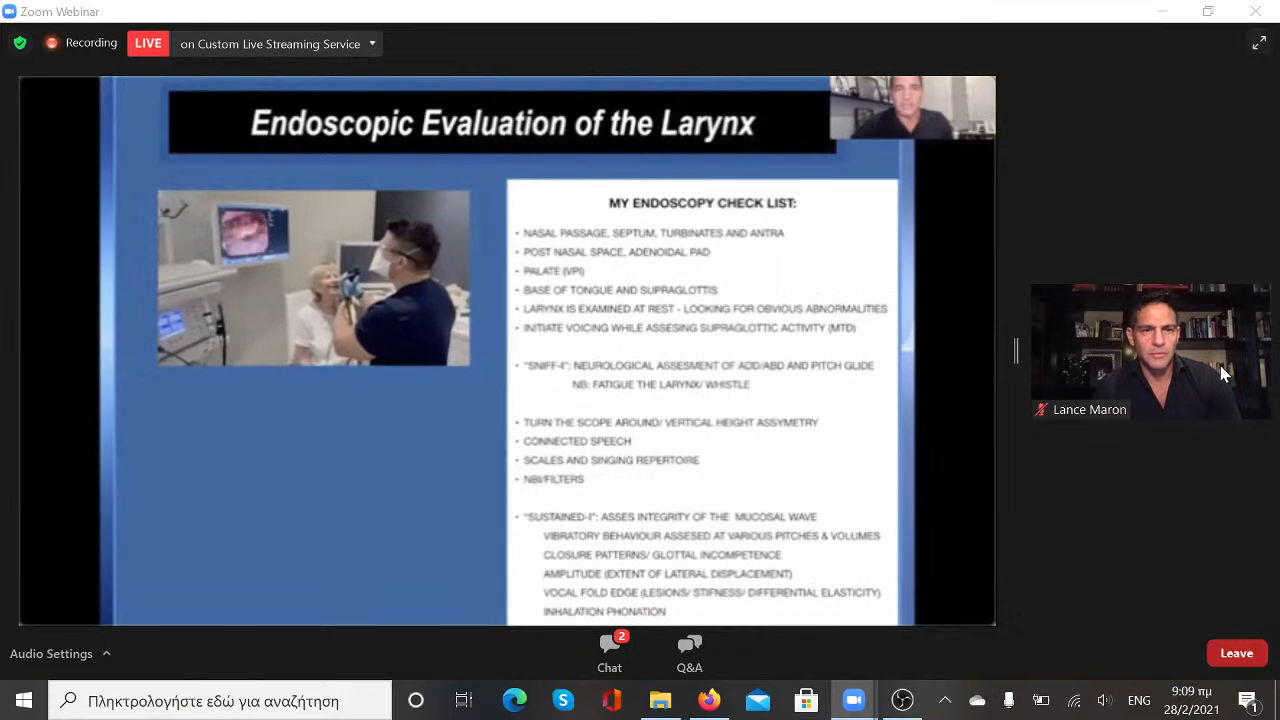 Zoom Webinar
Recording
LIVE
on Custom Live Streaming Service
Endoscopic Evaluation of the Larynx
MY ENDOSCOPY CHECK LIST:
- NASAL PASSAGE, SEPTUM, TURBINATES AND ANTRA
- POST NASAL SPACE, ADENOIDAL PAD
- PALATE (VPI)
- BASE OF TONGUE AND SUPRAGLOTTIS
- LARYNX IS EXAMINED AT REST - LOOKING FOR OBVIOUS ABNORMALITIES
- INITIATE VOICING WHILE ASSESING SUPRAGLOTTIC ACTIVITY (MTD)
- "SNIFF-I": NEUROLOGICAL ASSESMENT OF ADD/ABD AND PITCH GLIDE
NB: FATIGUE THE LARYNX/ WHISTLE
- TURN THE SCOPE AROUND/ VERTICAL HEIGHT ASSYMETRY
- CONNECTED SPEECH
- SCALES AND SINGING REPERTOIRE
- NBI/FILTERS
- "SUSTAINED-I": ASSES INTEGRITY OF THE MUCOSAL WAVE
VIBRATORY BEHAVIOUR ASSESED AT VARIOUS PITCHES & VOLUMES
CLOSURE PATTERNS/ GLOTTAL INCOMPETENCE
AMPLITUDE (EXTENT OF LATERAL DISPLACEMENT)
VOCAL FOLD EDGE (LESIONS/ STIFNESS/ DIFFERENTIAL ELASTICITY)
INHALATION PHONATION
Lance Maron
Audio Settings
2
Chat
Q&A
Leave
Πληκτρολογήστε εδώ για αναζήτηση
ENG
9:09 πμ
28/2/2021
1